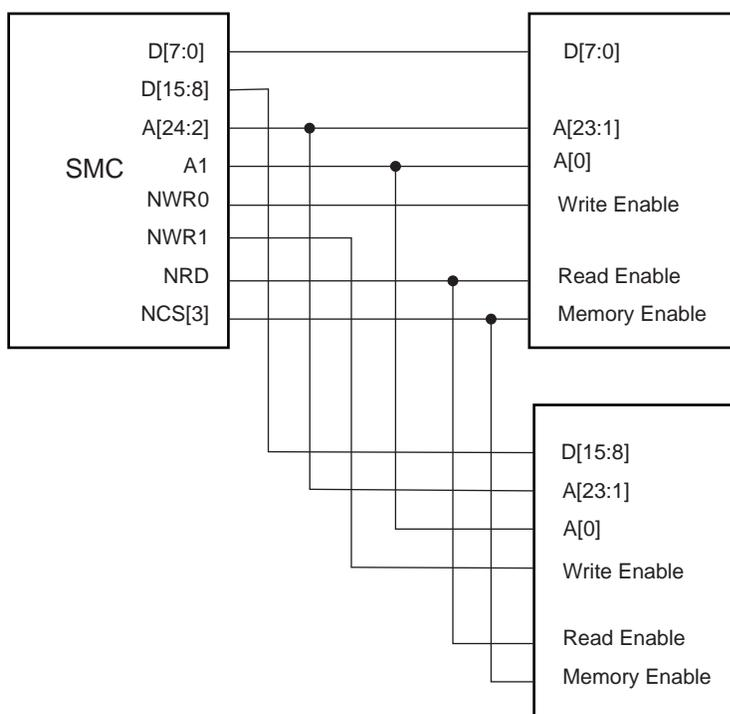 SMC
D[7:0]
D[15:8]
A[24:2]
A1
NWR0
NWR1
NRD
NCS[3]
D[7:0]
A[23:1]
A[0]
Write Enable
Read Enable
Memory Enable
D[15:8]
A[23:1]
A[0]
Write Enable
Read Enable
Memory Enable